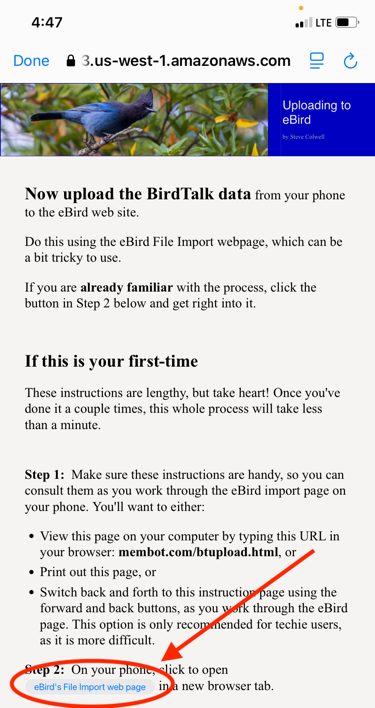 4:47
LTE
Done
3.us-west-1.amazonaws.com
Uploading to
eBird
by Steve Colwell
Now upload the BirdTalk data from your phone
to the eBird web site.
Do this using the eBird File Import webpage, which can be
a bit tricky to use.
If you are already familiar with the process, click the
button in Step 2 below and get right into it.
If this is your first-time
These instructions are lengthy, but take heart! Once you've
done it a couple times, this whole process will take less
than a minute.
Step 1: Make sure these instructions are handy, so you can
consult them as you work through the eBird import page on
your phone. You'll want to either:
• View this page on your computer by typing this URL in
your browser: membot.com/btupload.html, or
• Print out this page, or
• Switch back and forth to this instruction page using the
forward and back buttons, as you work through the eBird
page. This option is only recommended for techie users,
as it is more difficult.
Step 2: On your phone, click to open
eBird's File Import web page in a new browser tab.